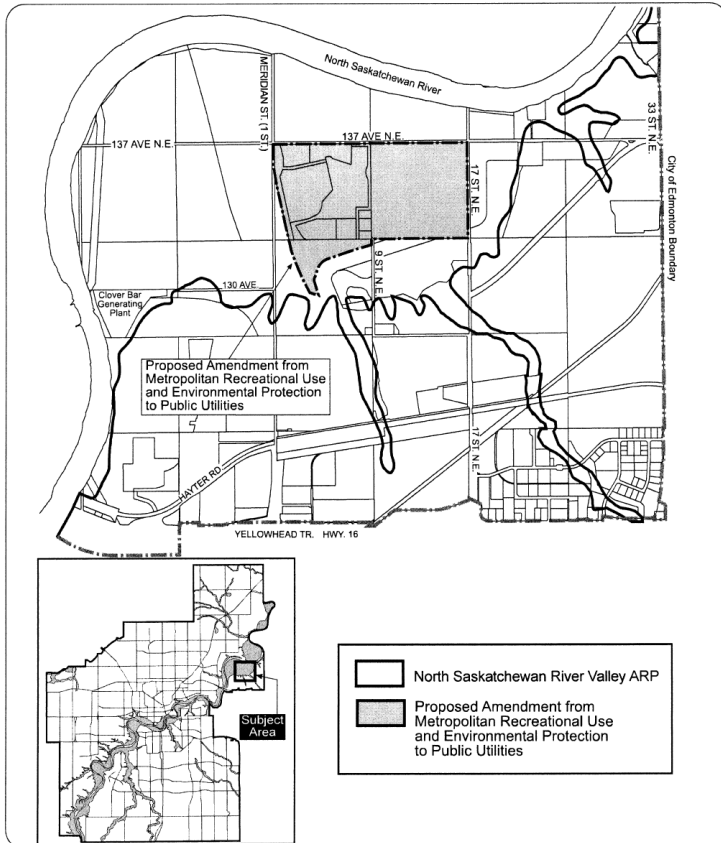 North Saskatchewan
River
MERIDIAN ST. (1 ST.)
137 AVE N.E.
137 AVE N.E.
33 ST. N.E.
City of Edmonton Boundary
17 ST. N.E.
9 ST. N.E.
130 AVE.
Clover Bar
Generating
Plant
Proposed Amendment from
Metropolitan Recreational Use
and Environmental Protection
to Public Utilities
17 ST. N.E.
HAYTER RD
YELLOWHEAD TR. HWY. 16
Subject
Area
North Saskatchewan River Valley ARP
Proposed Amendment from
Metropolitan Recreational Use
and Environmental Protection
to Public Utilities